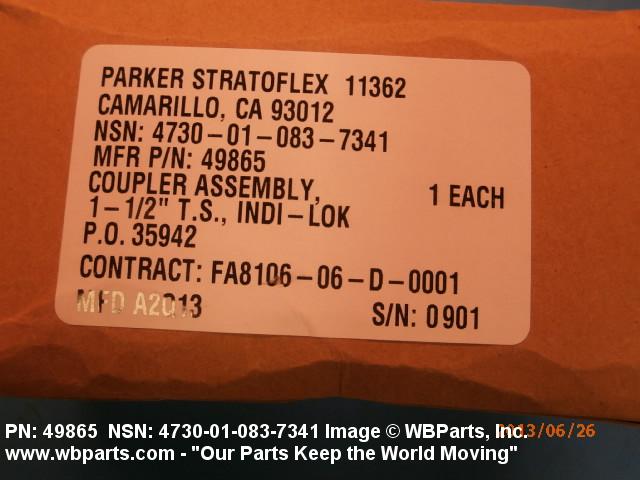 PARKER STRATOFLEX 11362
CAMARILLO, CA 93012
NSN: 4730-01-083-7341
MFR P/N: 49865
COUPLER ASSEMBLY, 1 EACH
1-1/2" T.S., INDI-LOK
P.O. 35942
CONTRACT: FA8106-06-D-0001
MFD A2Q13 S/N: 0901
PN: 49865 NSN: 4730-01-083-7341 Image © WBParts, Inc. 2013/06/26
www.wbparts.com - "Our Parts Keep the World Moving"